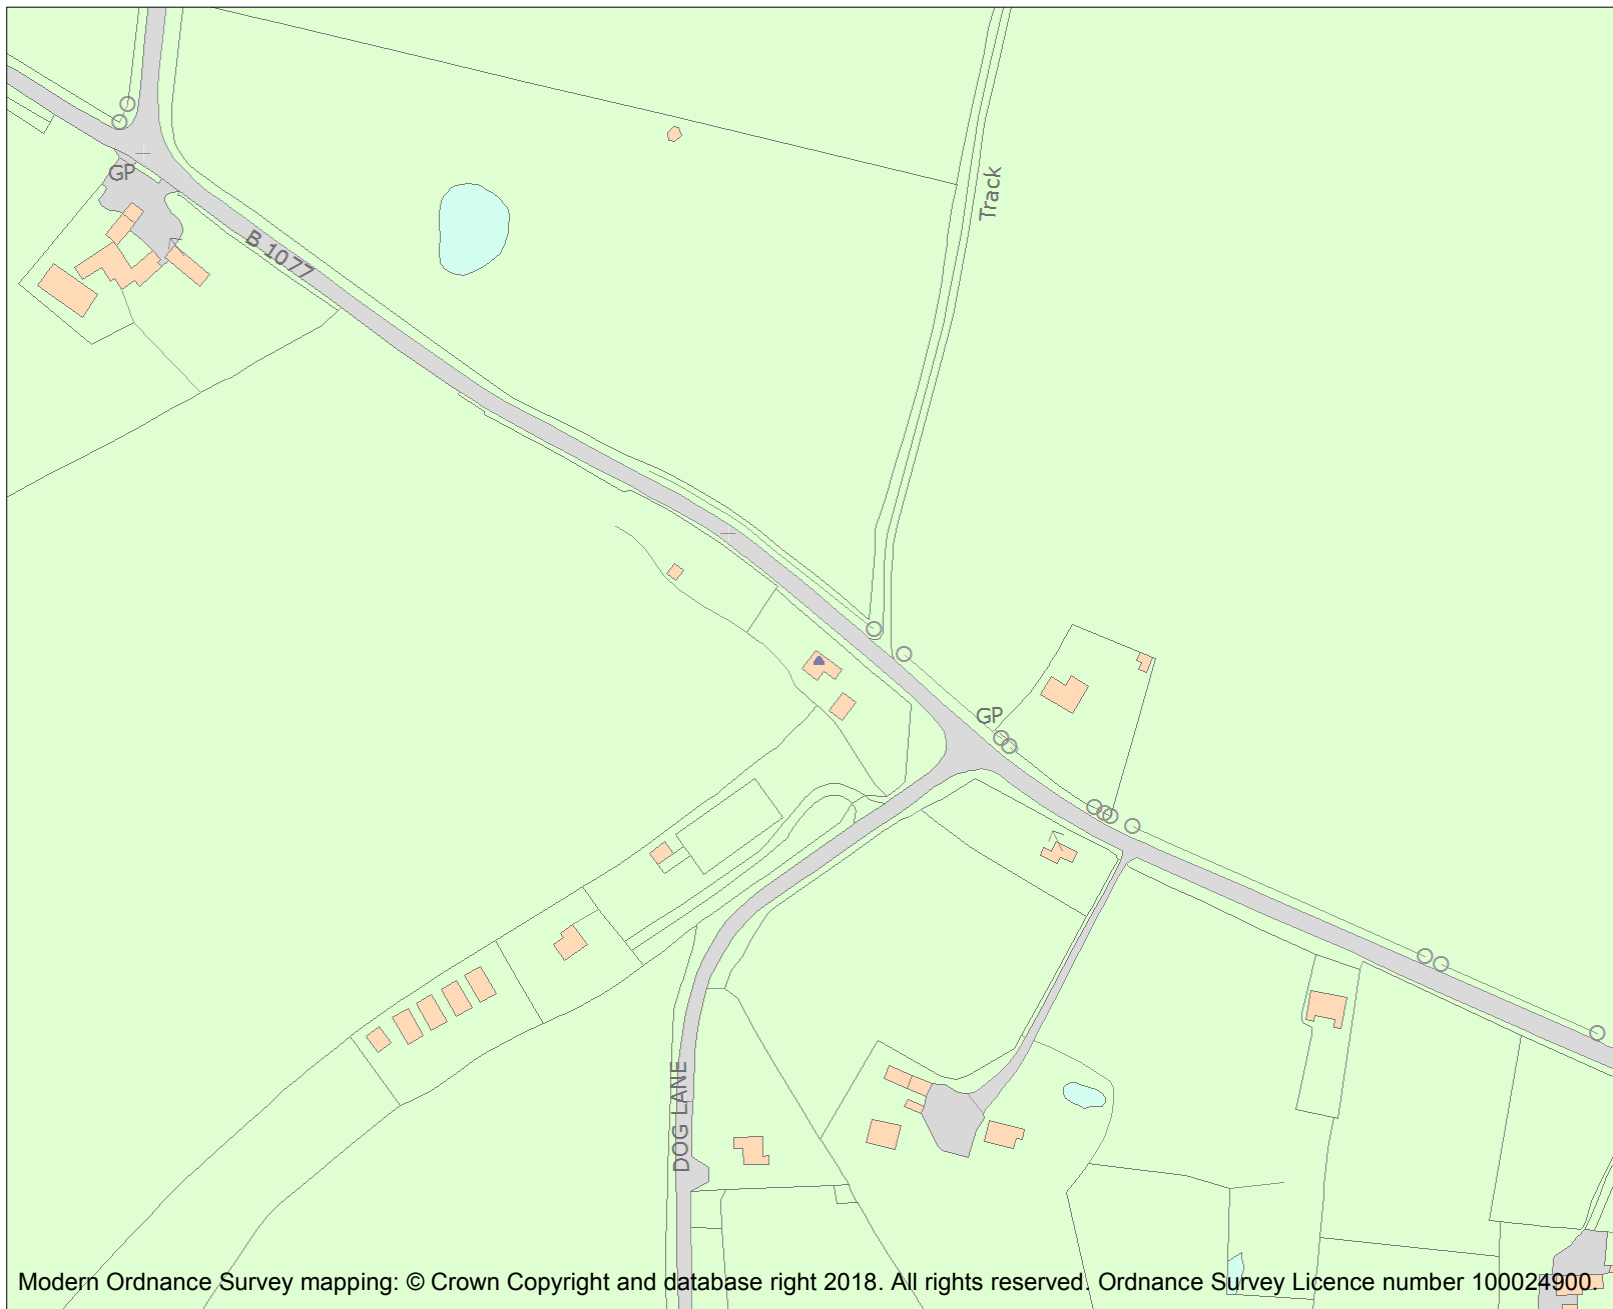 GP
Track
B 1077
GP
DOG LANE
Modern Ordnance Survey mapping: © Crown Copyright and database right 2018. All rights reserved. Ordnance Survey Licence number 100024900.